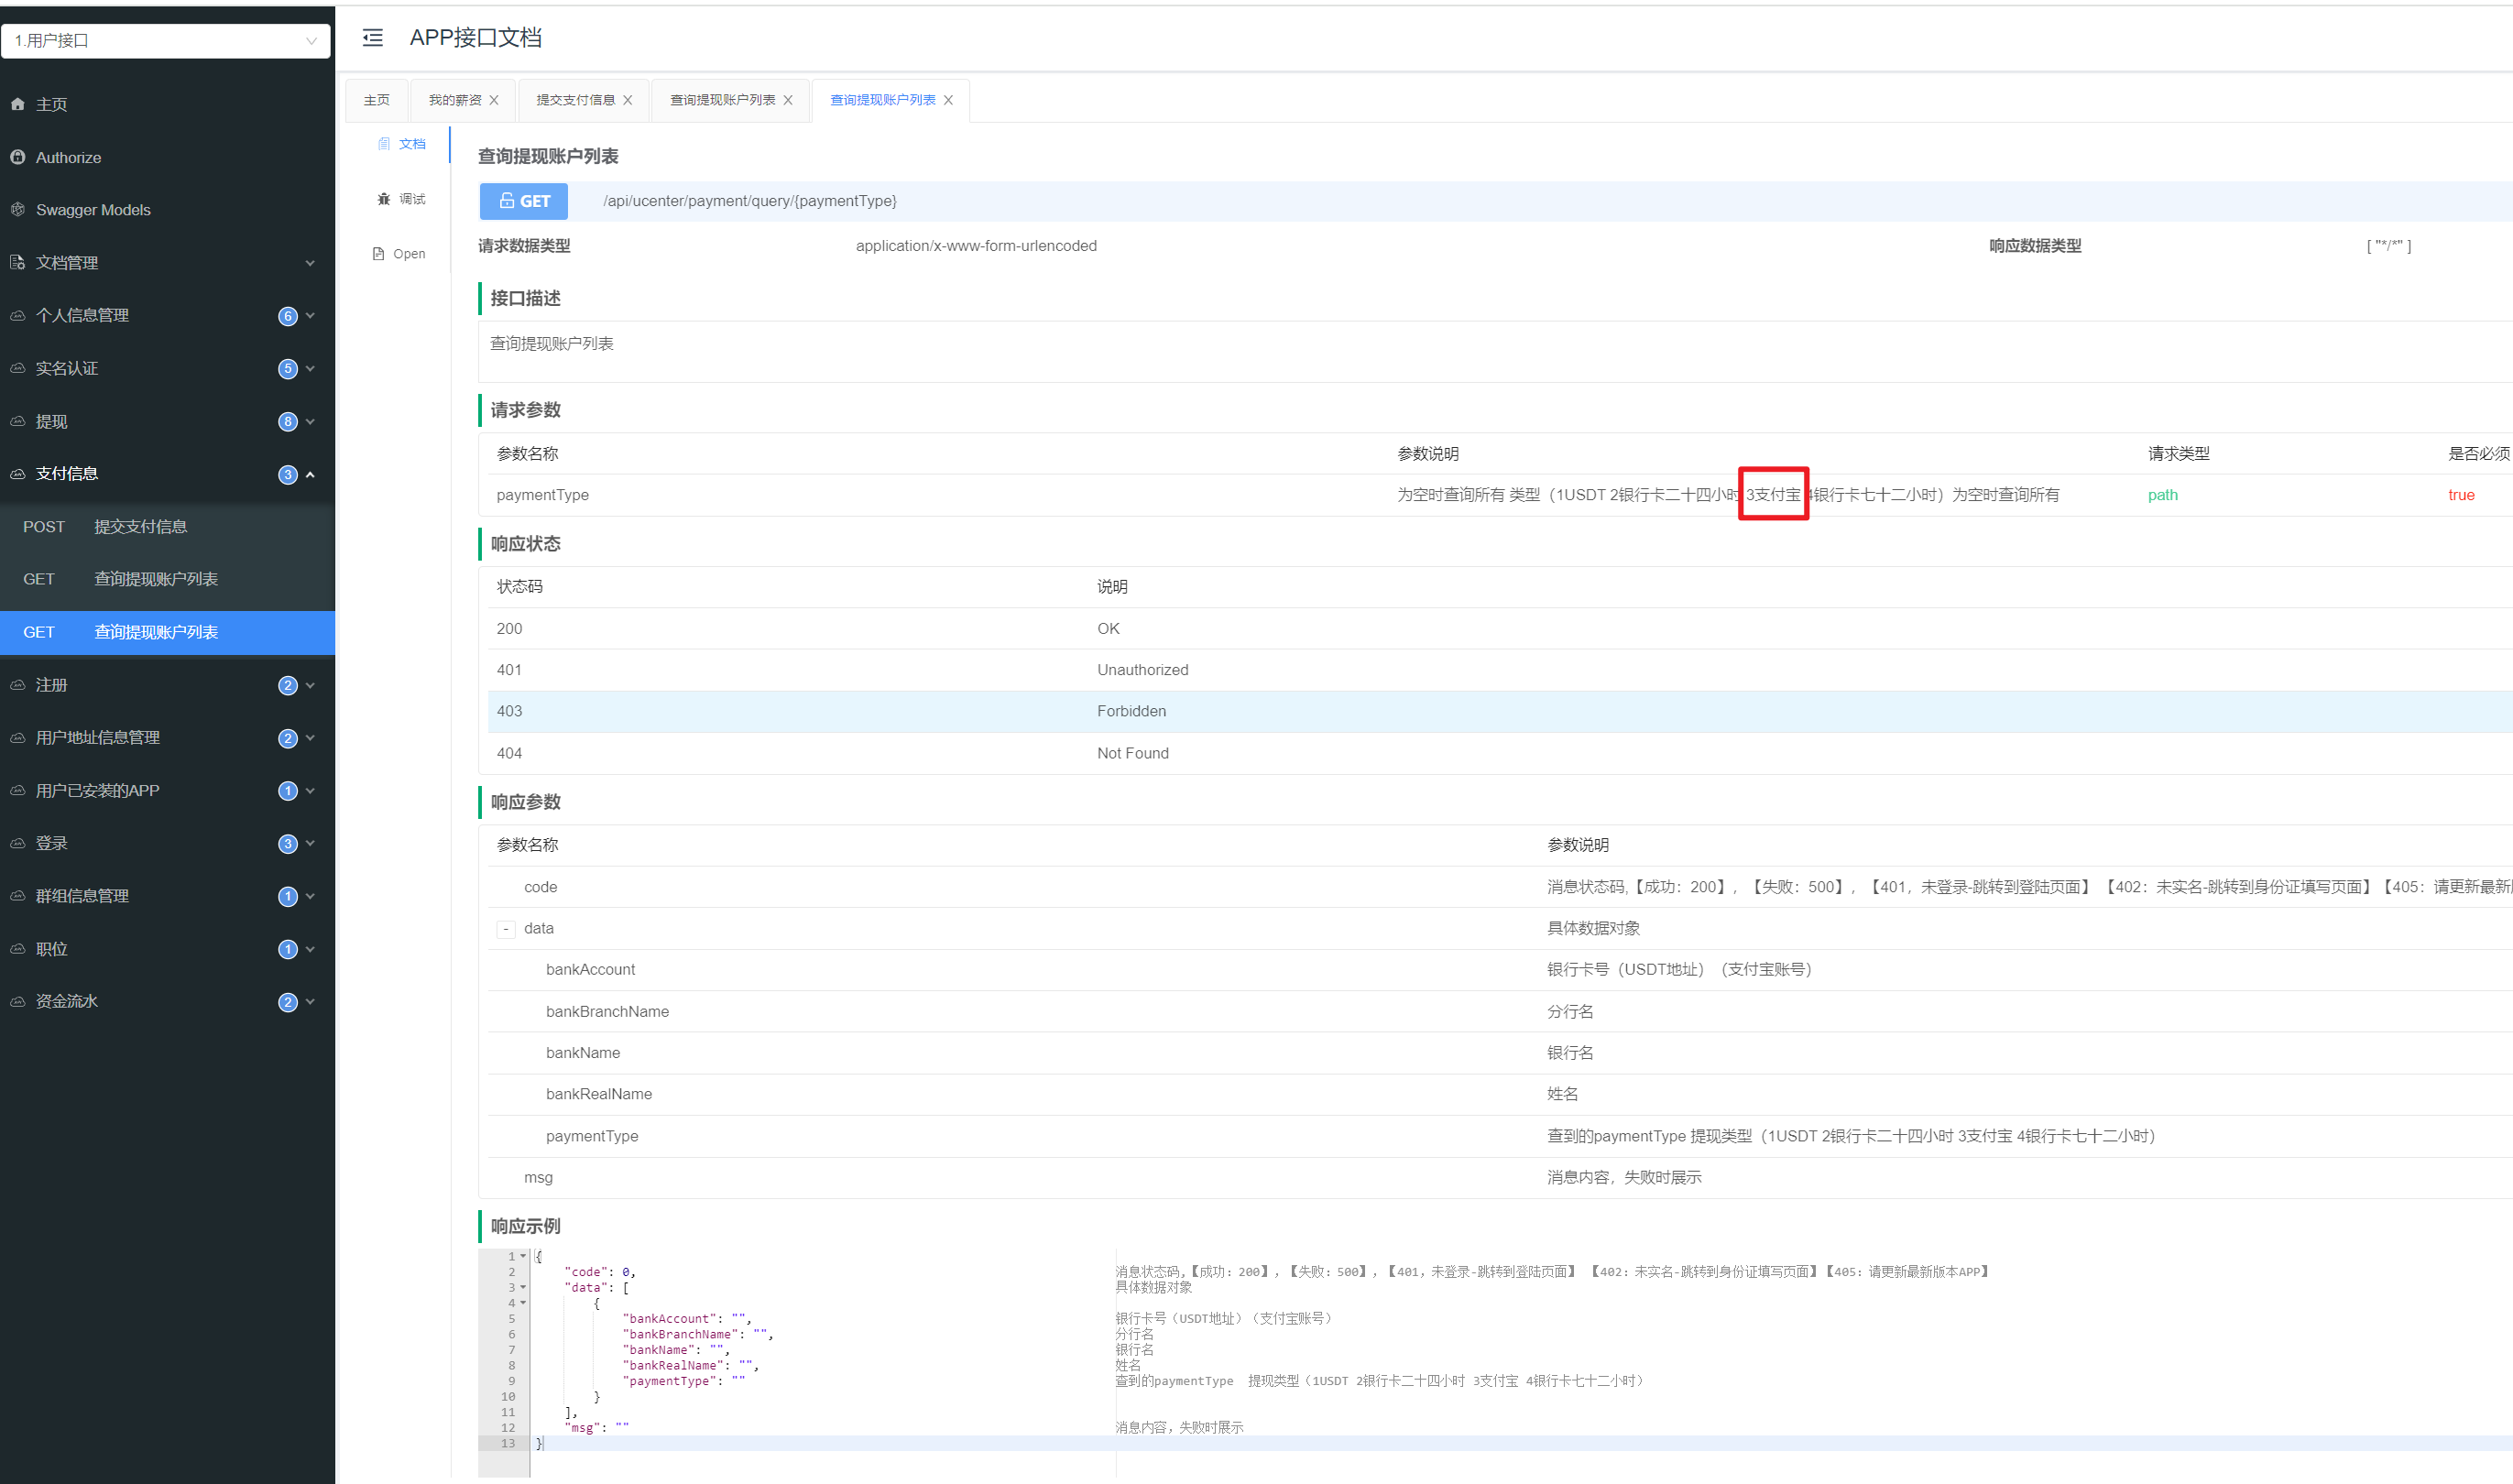 1.用户接口
主页
Authorize
Swagger Models
文档管理
个人信息管理 6
实名认证 5
提现 8
支付信息 3
POST 提交支付信息
GET 查询提现账户列表
GET 查询提现账户列表
注册 2
用户地址信息管理 2
用户已安装的APP 1
登录 3
群组信息管理 1
职位 1
资金流水 2
APP接口文档
主页 我的薪资 提交支付信息 查询提现账户列表 查询提现账户列表
文档
调试
Open
查询提现账户列表
GET /api/ucenter/payment/query/{paymentType}
请求数据类型 application/x-www-form-urlencoded 响应数据类型 [ "*/*" ]
接口描述
查询提现账户列表
请求参数
参数名称 参数说明 请求类型 是否必须
paymentType 为空时查询所有 类型（1USDT 2银行卡二十四小时 3支付宝 4银行卡七十二小时）为空时查询所有 path true
响应状态
状态码 说明
200 OK
401 Unauthorized
403 Forbidden
404 Not Found
响应参数
参数名称 参数说明
code 消息状态码,【成功：200】，【失败：500】，【401，未登录-跳转到登陆页面】 【402：未实名-跳转到身份证填写页面】【405：请更新最新
- data 具体数据对象
bankAccount 银行卡号（USDT地址）（支付宝账号）
bankBranchName 分行名
bankName 银行名
bankRealName 姓名
paymentType 查到的paymentType 提现类型（1USDT 2银行卡二十四小时 3支付宝 4银行卡七十二小时）
msg 消息内容，失败时展示
响应示例
1 {
2 "code": 0, 消息状态码,【成功：200】，【失败：500】，【401，未登录-跳转到登陆页面】 【402：未实名-跳转到身份证填写页面】【405：请更新最新版本APP】
3 "data": [ 具体数据对象
4 {
5 "bankAccount": "", 银行卡号（USDT地址）（支付宝账号）
6 "bankBranchName": "", 分行名
7 "bankName": "", 银行名
8 "bankRealName": "", 姓名
9 "paymentType": "" 查到的paymentType 提现类型（1USDT 2银行卡二十四小时 3支付宝 4银行卡七十二小时）
10 }
11 ],
12 "msg": "" 消息内容，失败时展示
13 }